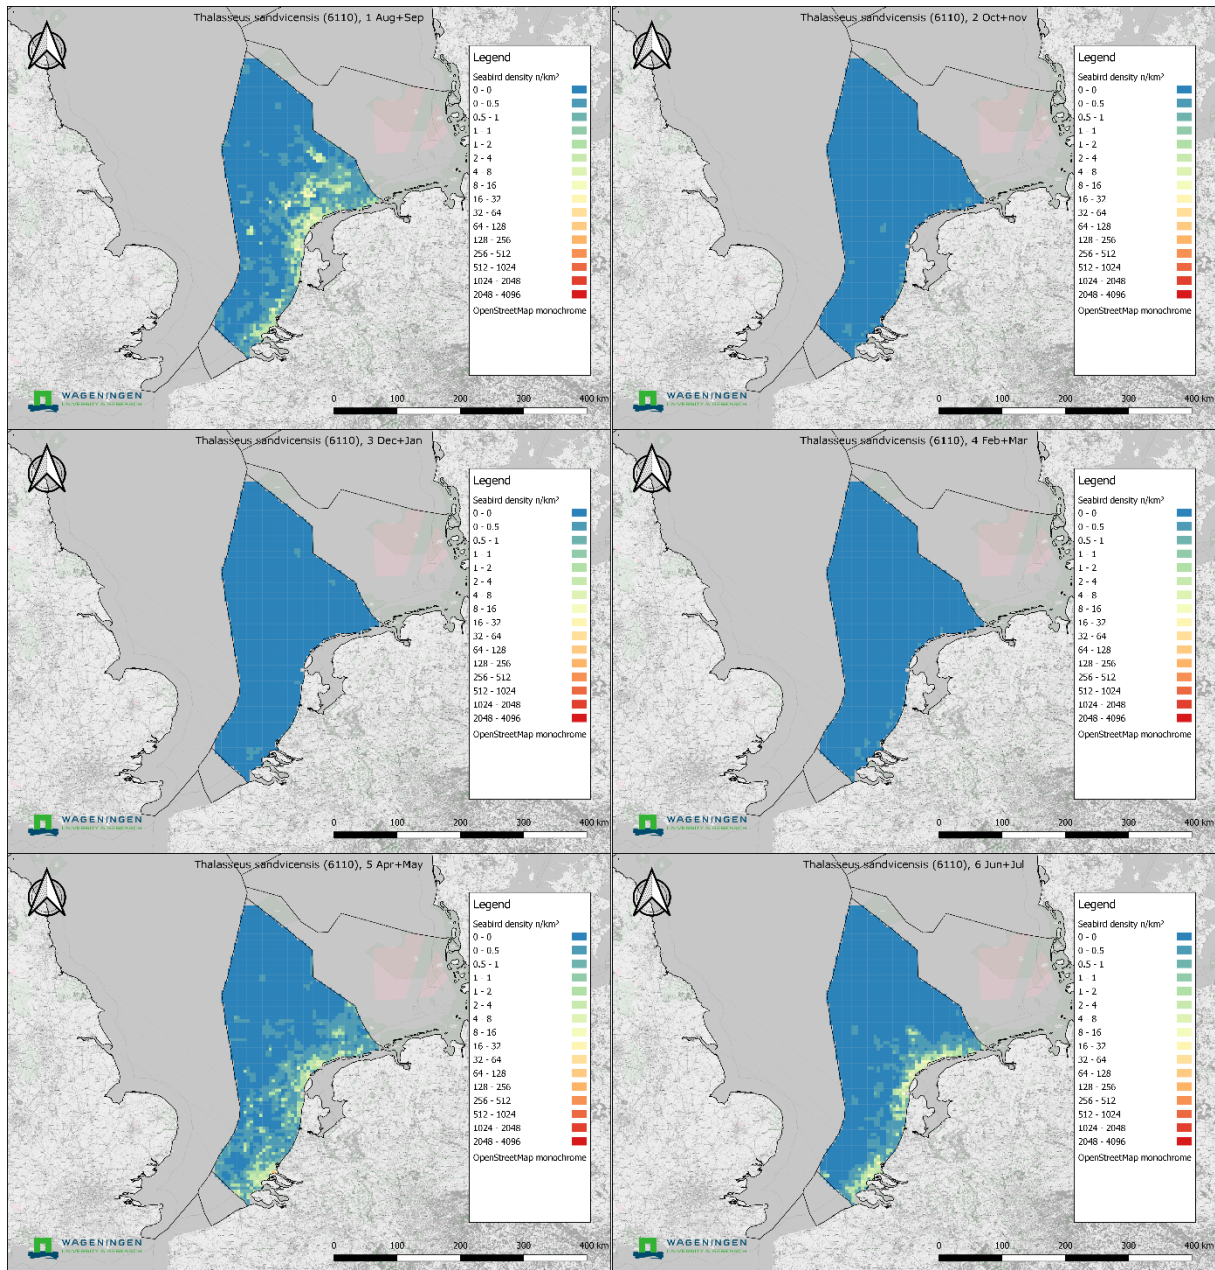 Thalasseus sandvicensis (6110), 1 Aug+Sep
Legend
Seabird density n/km²
0 - 0
0 - 0.5
0.5 - 1
1 - 1
1 - 2
2 - 4
4 - 8
8 - 16
16 - 32
32 - 64
64 - 128
128 - 256
256 - 512
512 - 1024
1024 - 2048
2048 - 4096
OpenStreetMap monochrome
WAGENINGEN
UNIVERSITY & RESEARCH
0 100 200 300 400 km
Thalasseus sandvicensis (6110), 2 Oct+nov
Legend
Seabird density n/km²
0 - 0
0 - 0.5
0.5 - 1
1 - 1
1 - 2
2 - 4
4 - 8
8 - 16
16 - 32
32 - 64
64 - 128
128 - 256
256 - 512
512 - 1024
1024 - 2048
2048 - 4096
OpenStreetMap monochrome
WAGENINGEN
UNIVERSITY & RESEARCH
0 100 200 300 400 km
Thalasseus sandvicensis (6110), 3 Dec+Jan
Legend
Seabird density n/km²
0 - 0
0 - 0.5
0.5 - 1
1 - 1
1 - 2
2 - 4
4 - 8
8 - 16
16 - 32
32 - 64
64 - 128
128 - 256
256 - 512
512 - 1024
1024 - 2048
2048 - 4096
OpenStreetMap monochrome
WAGENINGEN
UNIVERSITY & RESEARCH
0 100 200 300 400 km
Thalasseus sandvicensis (6110), 4 Feb+Mar
Legend
Seabird density n/km²
0 - 0
0 - 0.5
0.5 - 1
1 - 1
1 - 2
2 - 4
4 - 8
8 - 16
16 - 32
32 - 64
64 - 128
128 - 256
256 - 512
512 - 1024
1024 - 2048
2048 - 4096
OpenStreetMap monochrome
WAGENINGEN
UNIVERSITY & RESEARCH
0 100 200 300 400 km
Thalasseus sandvicensis (6110), 5 Apr+May
Legend
Seabird density n/km²
0 - 0
0 - 0.5
0.5 - 1
1 - 1
1 - 2
2 - 4
4 - 8
8 - 16
16 - 32
32 - 64
64 - 128
128 - 256
256 - 512
512 - 1024
1024 - 2048
2048 - 4096
OpenStreetMap monochrome
WAGENINGEN
UNIVERSITY & RESEARCH
0 100 200 300 400 km
Thalasseus sandvicensis (6110), 6 Jun+Jul
Legend
Seabird density n/km²
0 - 0
0 - 0.5
0.5 - 1
1 - 1
1 - 2
2 - 4
4 - 8
8 - 16
16 - 32
32 - 64
64 - 128
128 - 256
256 - 512
512 - 1024
1024 - 2048
2048 - 4096
OpenStreetMap monochrome
WAGENINGEN
UNIVERSITY & RESEARCH
0 100 200 300 400 km